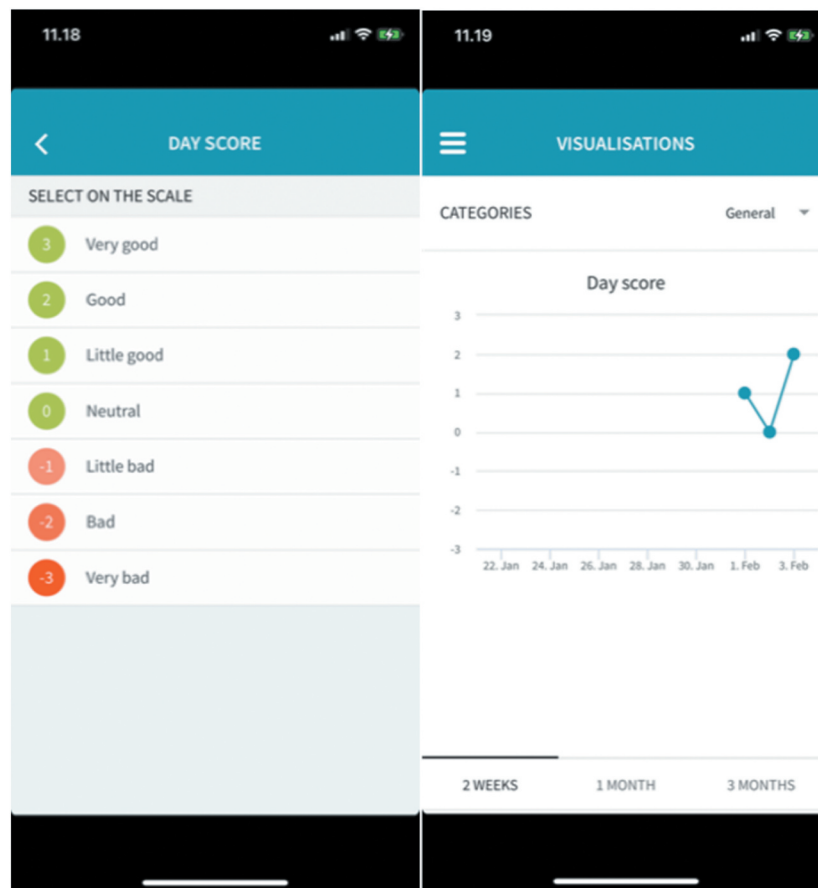 11.18
DAY SCORE
SELECT ON THE SCALE
3 Very good
2 Good
1 Little good
0 Neutral
-1 Little bad
-2 Bad
-3 Very bad
11.19
VISUALISATIONS
CATEGORIES General
Day score
3
2
1
0
-1
-2
-3
22. Jan 24. Jan 26. Jan 28. Jan 30. Jan 1. Feb 3. Feb
2 WEEKS 1 MONTH 3 MONTHS